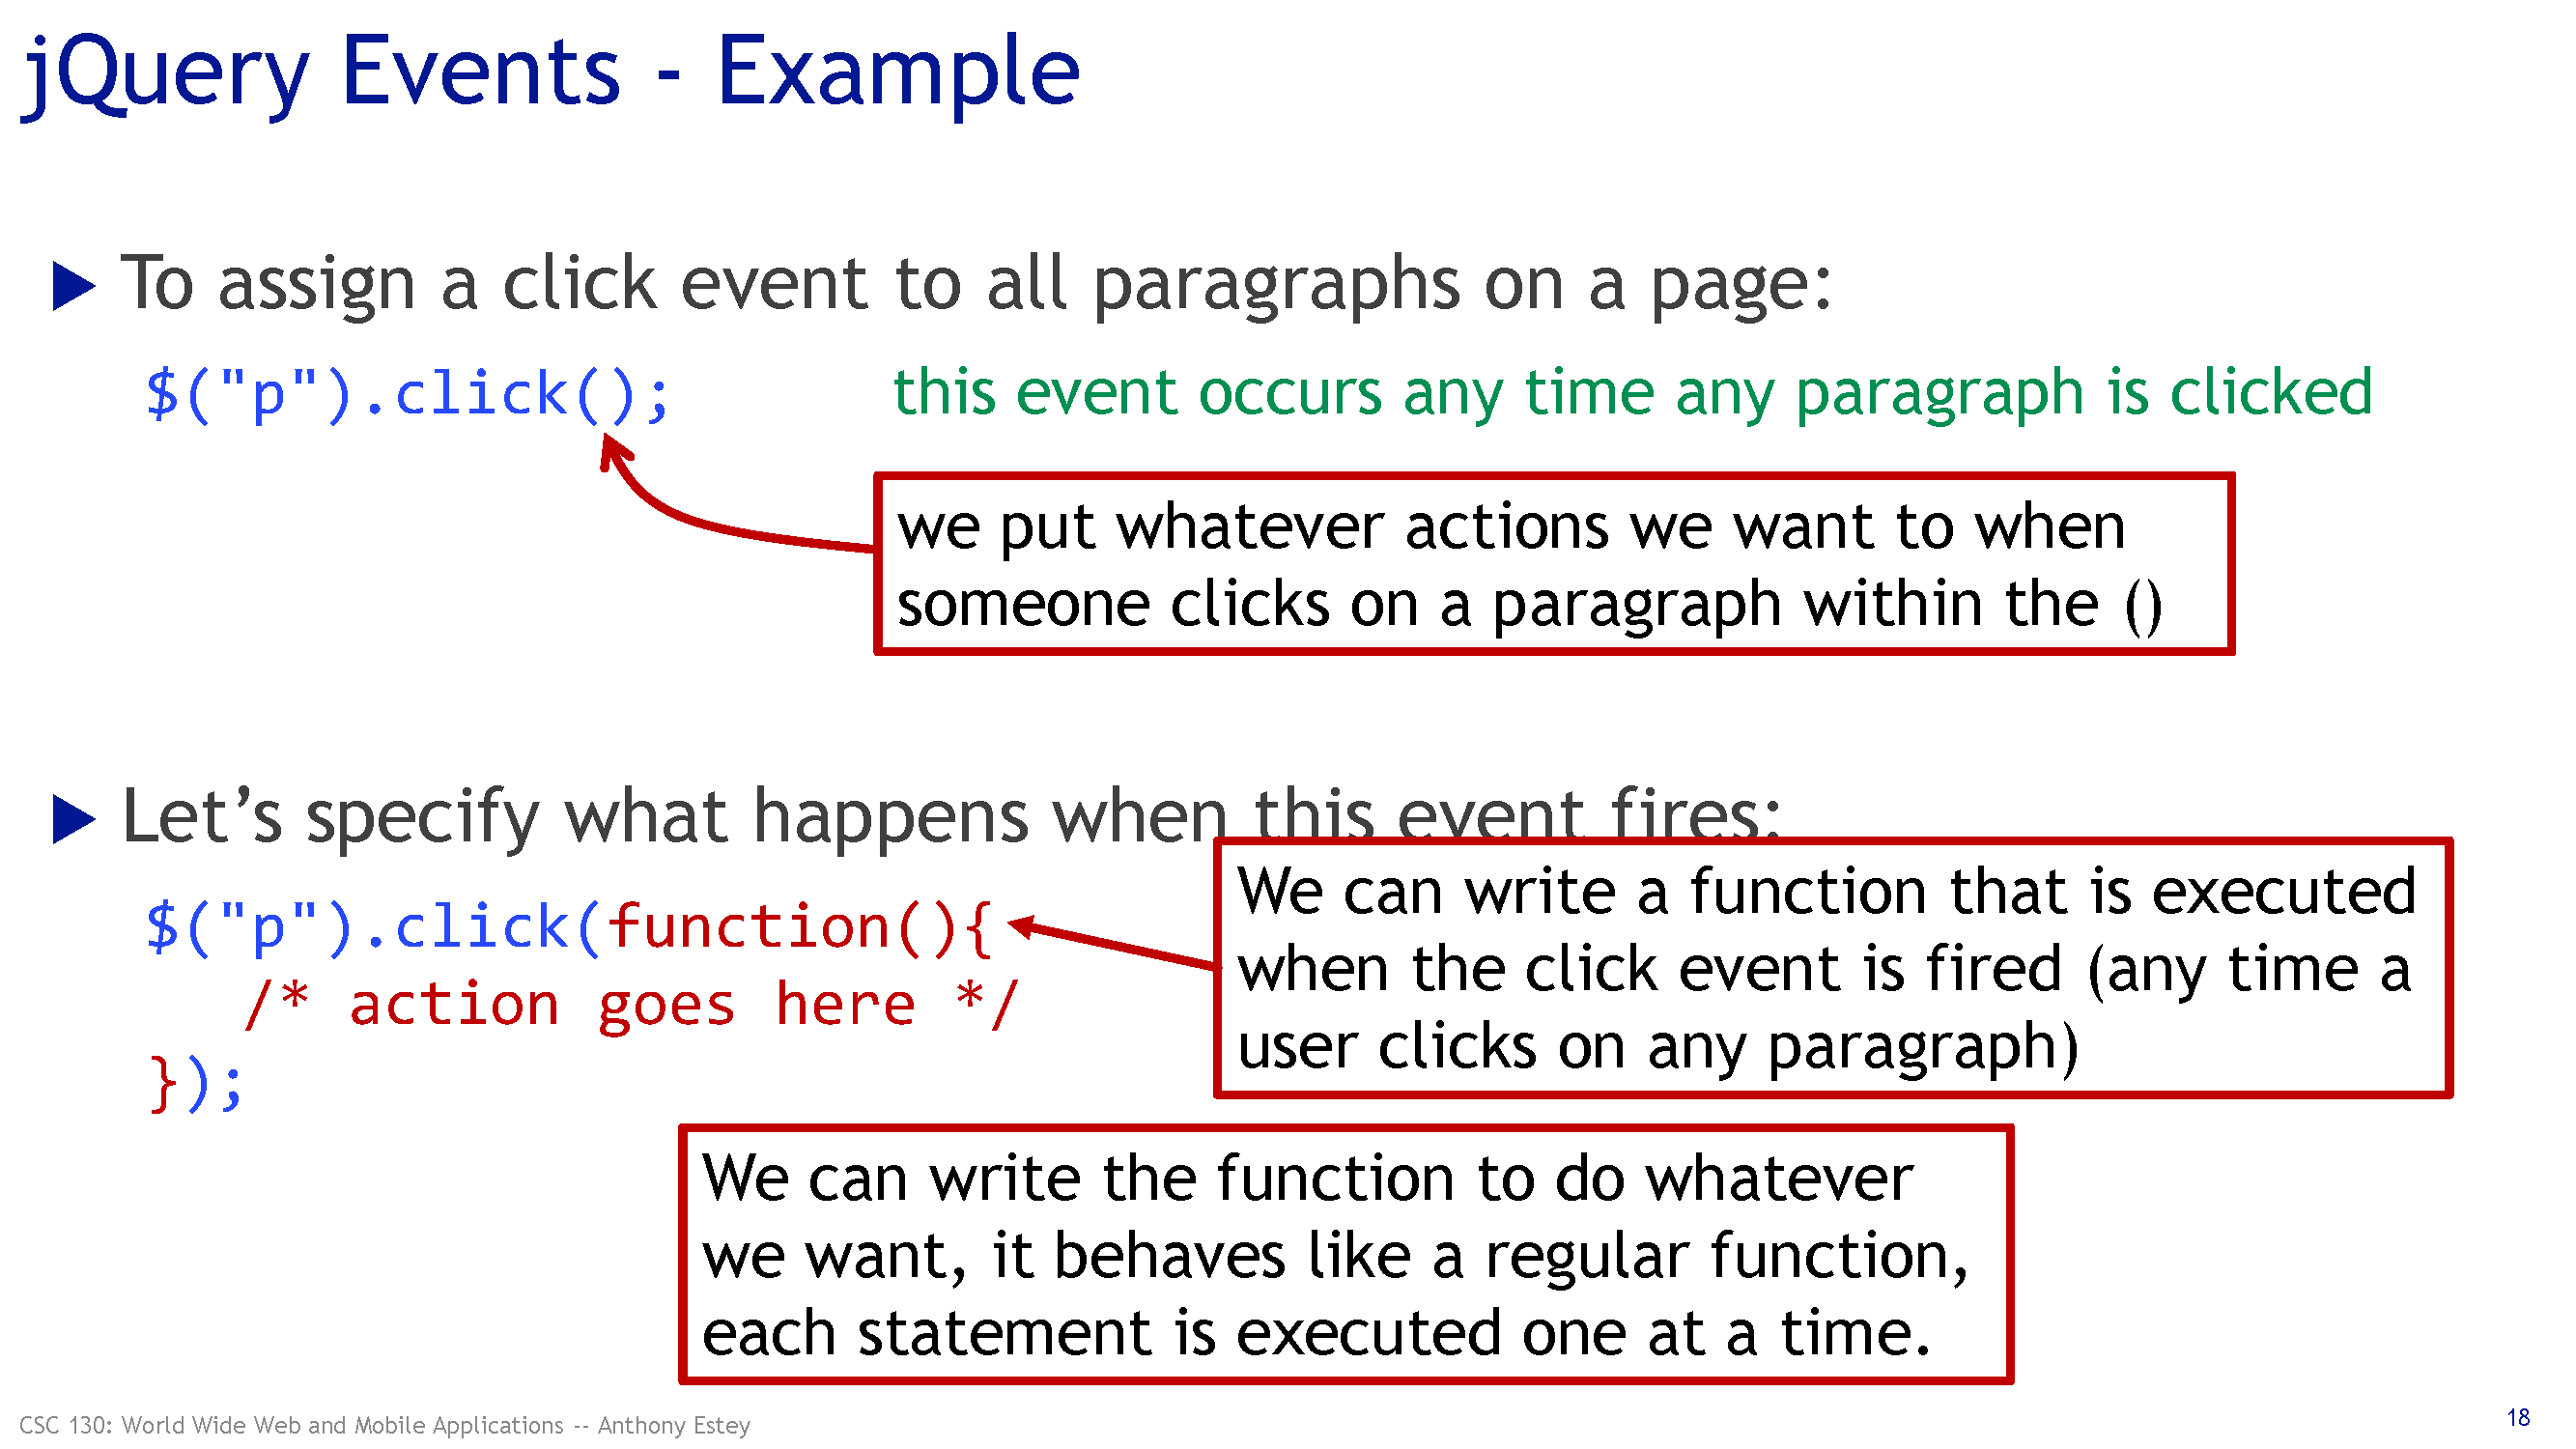 jQuery Events - Example
To assign a click event to all paragraphs on a page:
$("p").click(); this event occurs any time any paragraph is clicked
we put whatever actions we want to when
someone clicks on a paragraph within the ()
Let’s specify what happens when this event fires:
$("p").click(function(){
/* action goes here */
});
We can write a function that is executed
when the click event is fired (any time a
user clicks on any paragraph)
We can write the function to do whatever
we want, it behaves like a regular function,
each statement is executed one at a time.
CSC 130: World Wide Web and Mobile Applications -- Anthony Estey
18